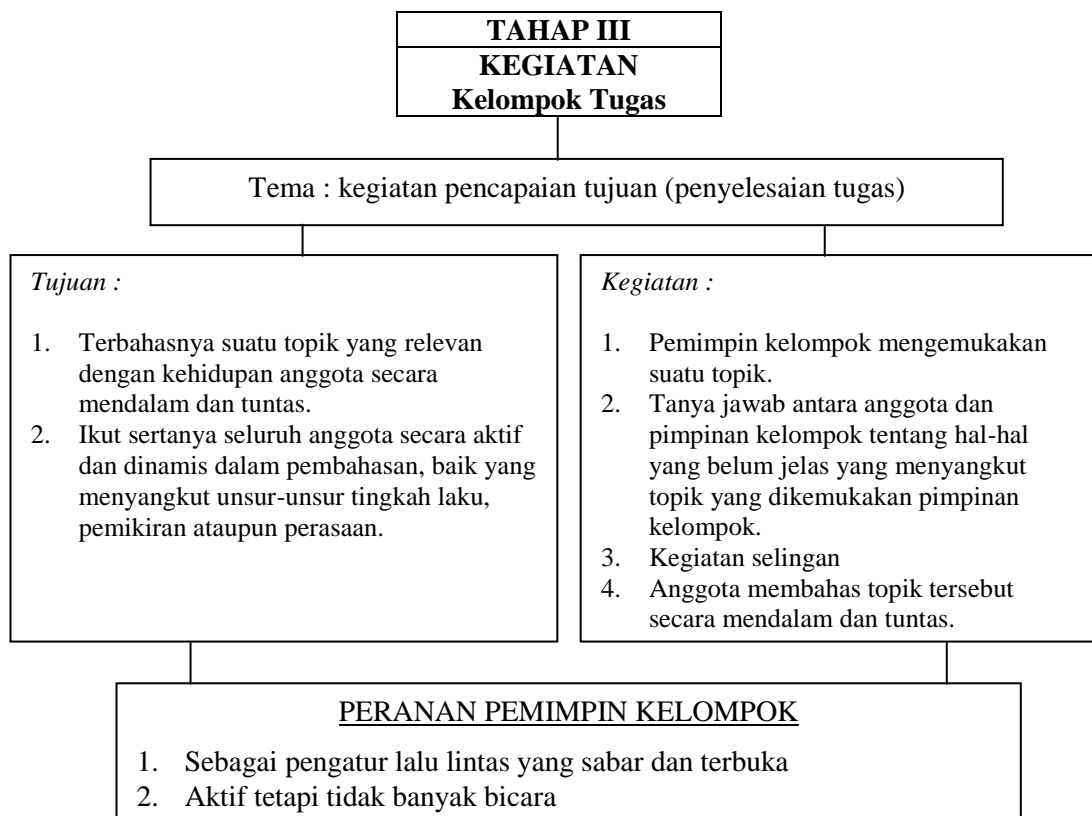 TAHAP III
KEGIATAN
Kelompok Tugas
Tema : kegiatan pencapaian tujuan (penyelesaian tugas)
Tujuan :
1. Terbahasnya suatu topik yang relevan
dengan kehidupan anggota secara
mendalam dan tuntas.
2. Ikut sertanya seluruh anggota secara aktif
dan dinamis dalam pembahasan, baik yang
menyangkut unsur-unsur tingkah laku,
pemikiran ataupun perasaan.
Kegiatan :
1. Pemimpin kelompok mengemukakan
suatu topik.
2. Tanya jawab antara anggota dan
pimpinan kelompok tentang hal-hal
yang belum jelas yang menyangkut
topik yang dikemukakan pimpinan
kelompok.
3. Kegiatan selingan
4. Anggota membahas topik tersebut
secara mendalam dan tuntas.
PERANAN PEMIMPIN KELOMPOK
1. Sebagai pengatur lalu lintas yang sabar dan terbuka
2. Aktif tetapi tidak banyak bicara